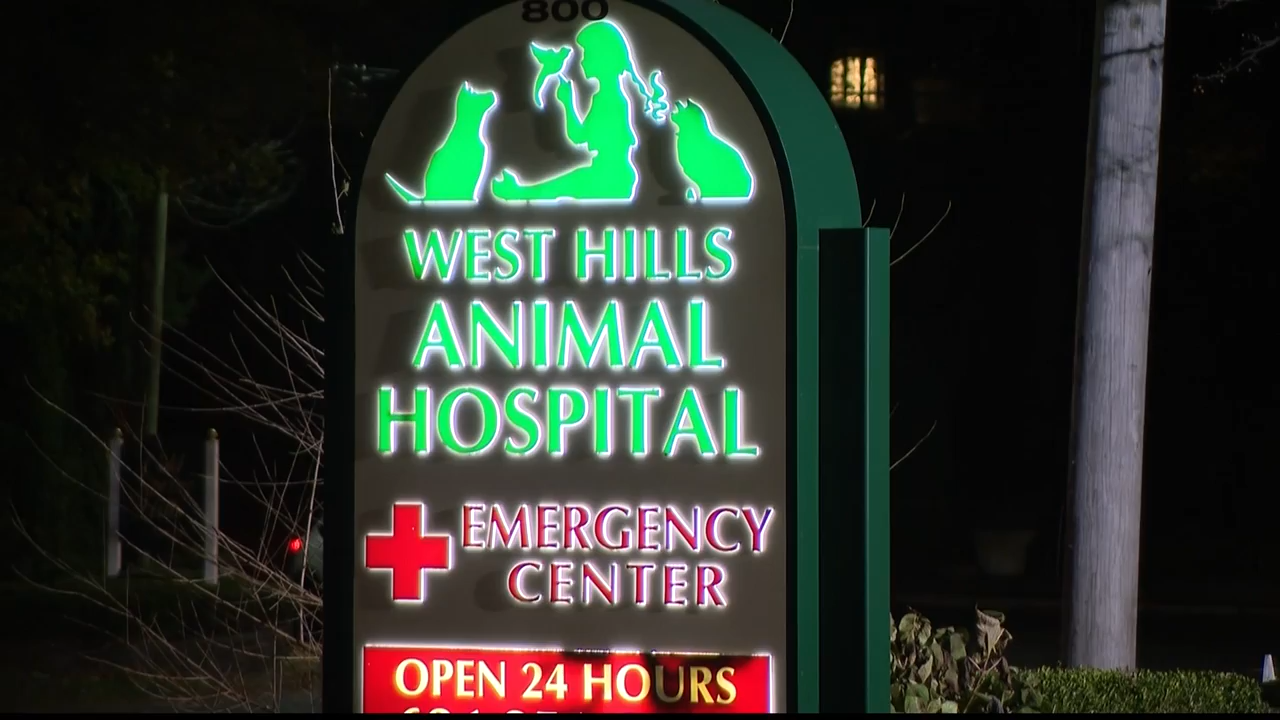 800
WEST HILLS
ANIMAL
HOSPITAL
EMERGENCY
CENTER
OPEN 24 HOURS